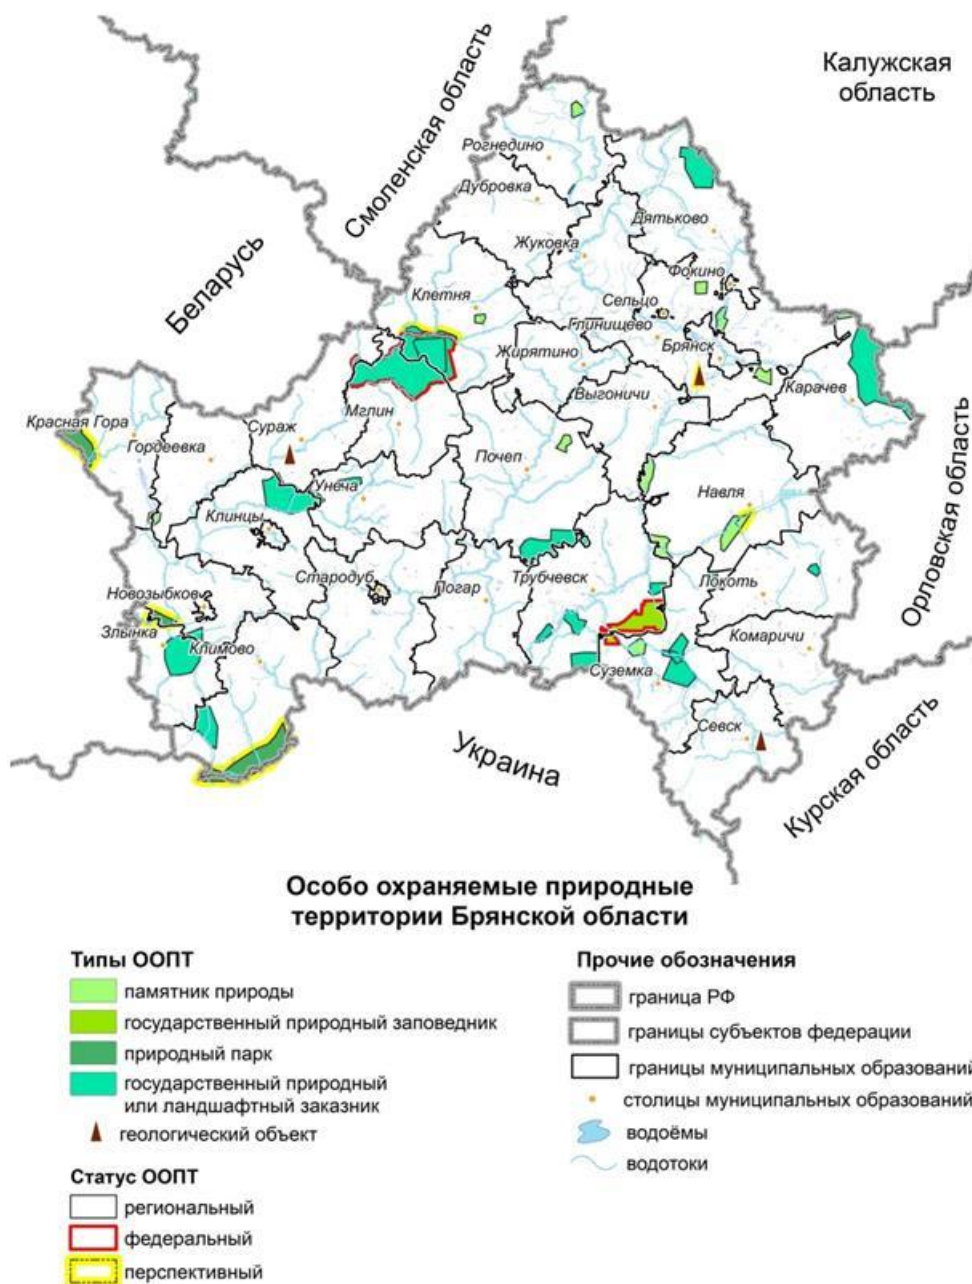 Калужская
область
Смоленская область
Рогнедино
Дубровка
Дятьково
Жуковка
Беларусь
Фокино
Клетня
Сельцо
Глинищево
Брянск
Жирятино
Карачев
Выгоничи
Красная Гора
Мглин
Сураж
Гордеевка
Почеп
Орловская область
Унеча
Навля
Клинцы
Стародуб
Погар
Трубчевск
Локоть
Новозыбков
Злынка
Комаричи
Климово
Суземка
Севск
Украина
Курская область
Особо охраняемые природные
территории Брянской области
Типы ООПТ
памятник природы
государственный природный заповедник
природный парк
государственный природный
или ландшафтный заказник
геологический объект
Статус ООПТ
региональный
федеральный
перспективный
Прочие обозначения
граница РФ
границы субъектов федерации
границы муниципальных образований
столицы муниципальных образований
водоёмы
водотоки